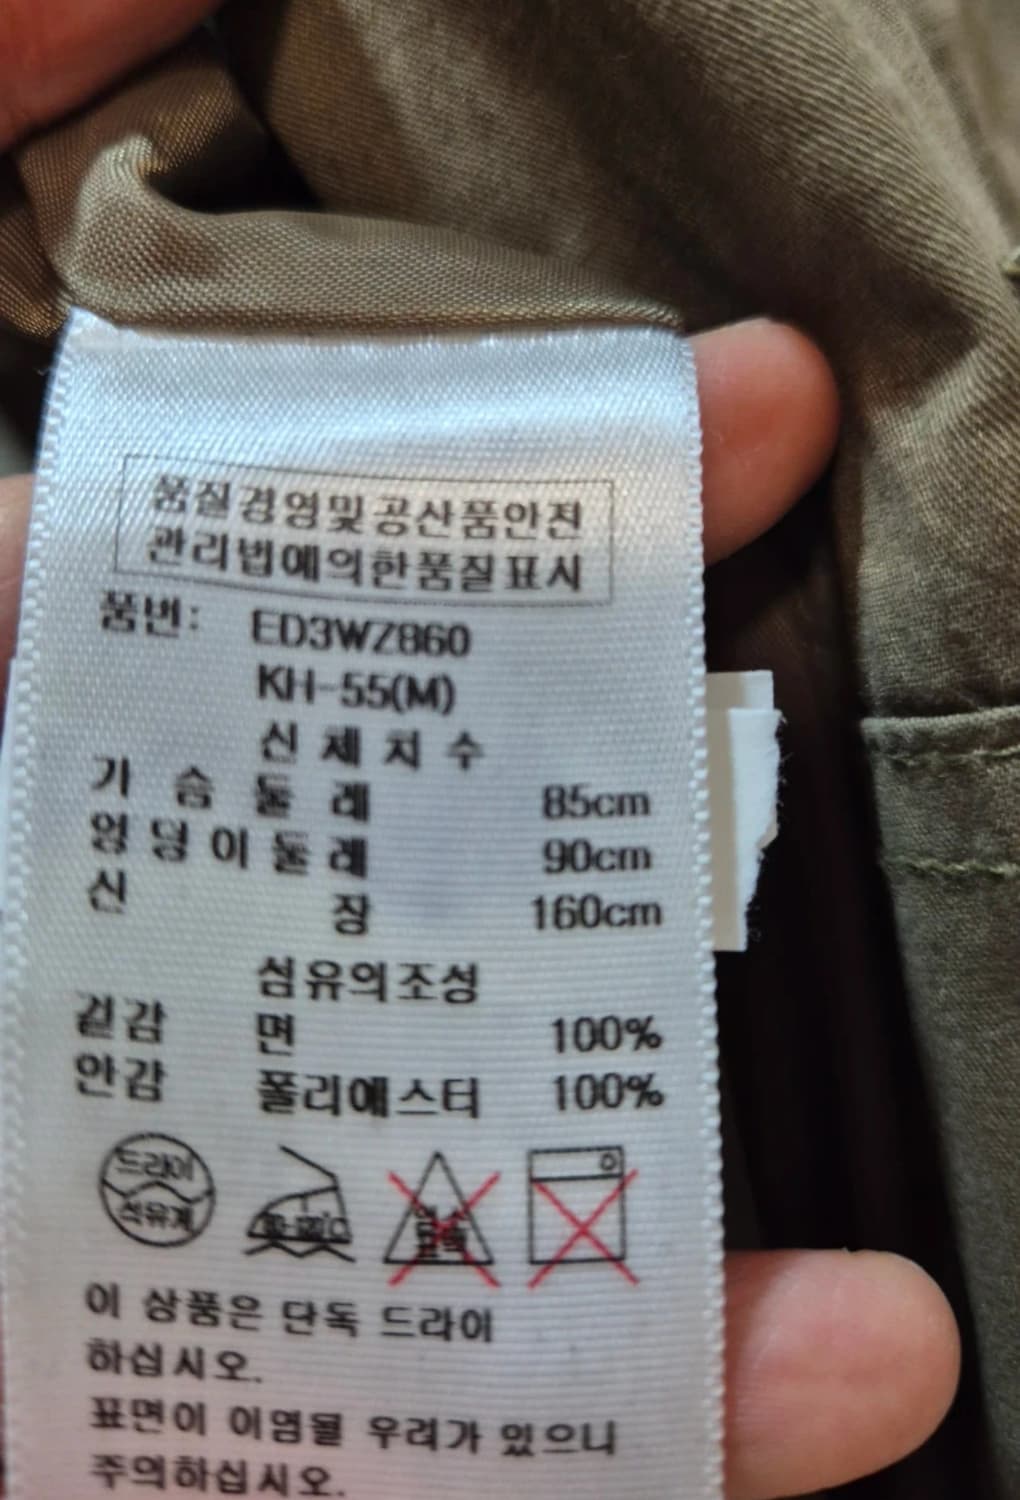 품질경영및공산품안전
관리법에의한품질표시
품번: ED3WZ860
KH-55(M)
신체치수
가슴둘레 85cm
엉덩이둘레 90cm
신장 160cm
섬유의조성
겉감 면 100%
안감 폴리에스터 100%
드라이
석유계
이 상품은 단독 드라이
하십시오.
표면이 이염될 우려가 있으니
주의하십시오.